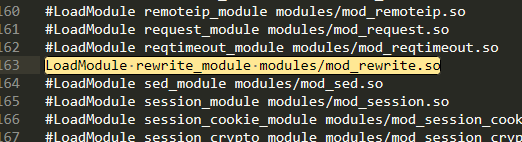 160 #LoadModule remoteip_module modules/mod_remoteip.so
161 #LoadModule request_module modules/mod_request.so
162 #LoadModule reqtimeout_module modules/mod_reqtimeout.so
163 LoadModule·rewrite_module·modules/mod_rewrite.so
164 #LoadModule sed_module modules/mod_sed.so
165 #LoadModule session_module modules/mod_session.so
166 #LoadModule session_cookie_module modules/mod_session_cook
167 #LoadModule session_crypto_module modules/mod_session_cryp